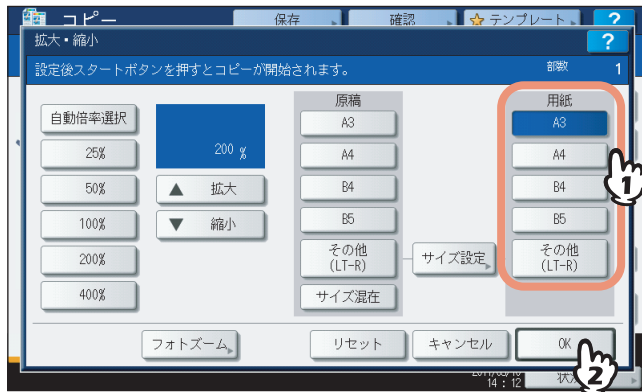 コピー
保存
確認
テンプレート
?
拡大・縮小
?
設定後スタートボタンを押すとコピーが開始されます。
部数 1
原稿
用紙
自動倍率選択
200 %
A3
A3
25%
A4
A4
50%
▲ 拡大
B4
B4
1
100%
▼ 縮小
B5
B5
200%
その他
(LT-R)
サイズ設定
その他
(LT-R)
400%
サイズ混在
フォトズーム
リセット
キャンセル
OK
2
14 : 12